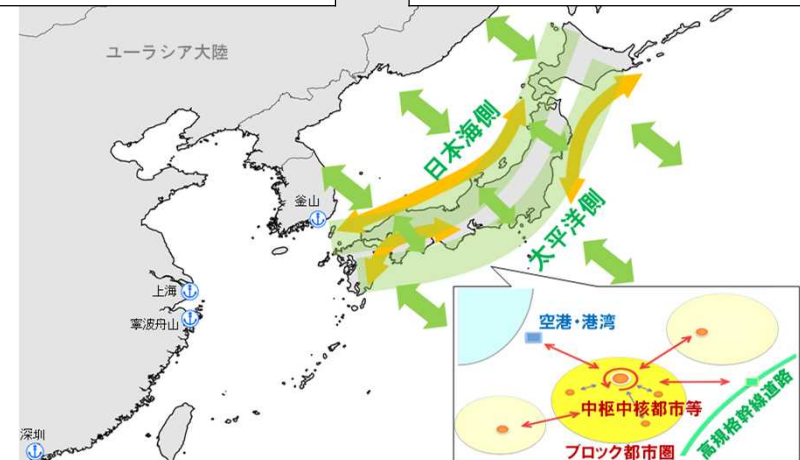 ユーラシア大陸
日本海側
釜山
太平洋側
上海
寧波舟山
深圳
空港・港湾
中枢中核都市等
高規格幹線道路
ブロック都市圏